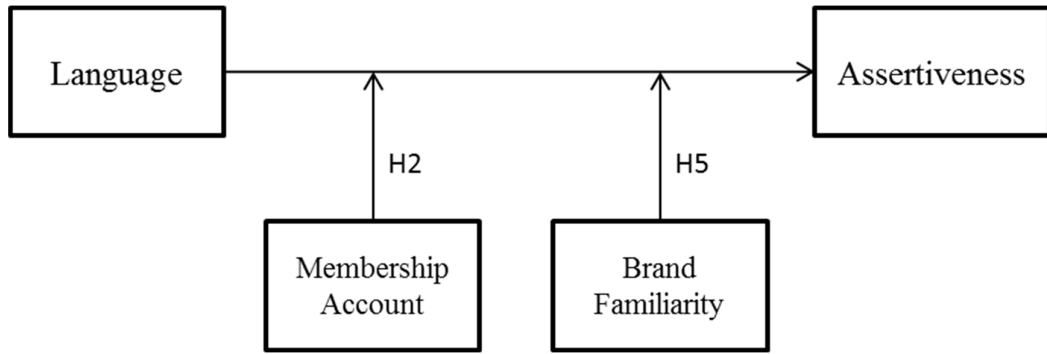 Language
Assertiveness
H2
H5
Membership
Account
Brand
Familiarity